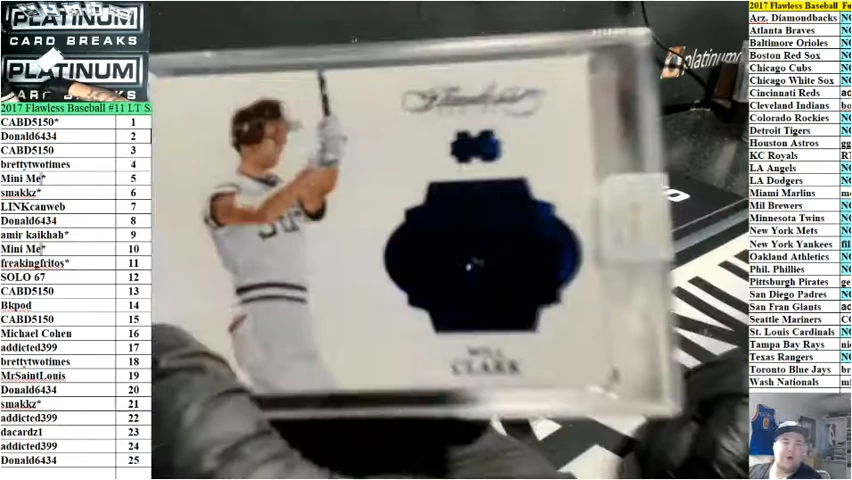 PLATINUM
CARD BREAKS
PLATINUM
2017 Flawless Baseball #11 LT S
CABD5150* 1
Donald6434 2
CABD5150 3
brettytwotimes 4
Mini Me* 5
smakkz* 6
LINKcanweb 7
Donald6434 8
amir kaikhah* 9
Mini Me* 10
freakingfritos* 11
SOLO 67 12
CABD5150 13
Bkpod 14
CABD5150 15
Michael Cohen 16
addicted399 17
brettytwotimes 18
MrSaintLouis 19
Donald6434 20
smakkz* 21
addicted399 22
dacardz1 23
addicted399 24
Donald6434 25
Flawless
WILL
CLARK
platinum
2017 Flawless Baseball
Arz. Diamondbacks
Atlanta Braves
Baltimore Orioles
Boston Red Sox
Chicago Cubs
Chicago White Sox
Cincinnati Reds
Cleveland Indians
Colorado Rockies
Detroit Tigers
Houston Astros
KC Royals
LA Angels
LA Dodgers
Miami Marlins
Mil Brewers
Minnesota Twins
New York Mets
New York Yankees
Oakland Athletics
Phil. Phillies
Pittsburgh Pirates
San Diego Padres
San Fran Giants
Seattle Mariners
St. Louis Cardinals
Tampa Bay Rays
Texas Rangers
Toronto Blue Jays
Wash Nationals